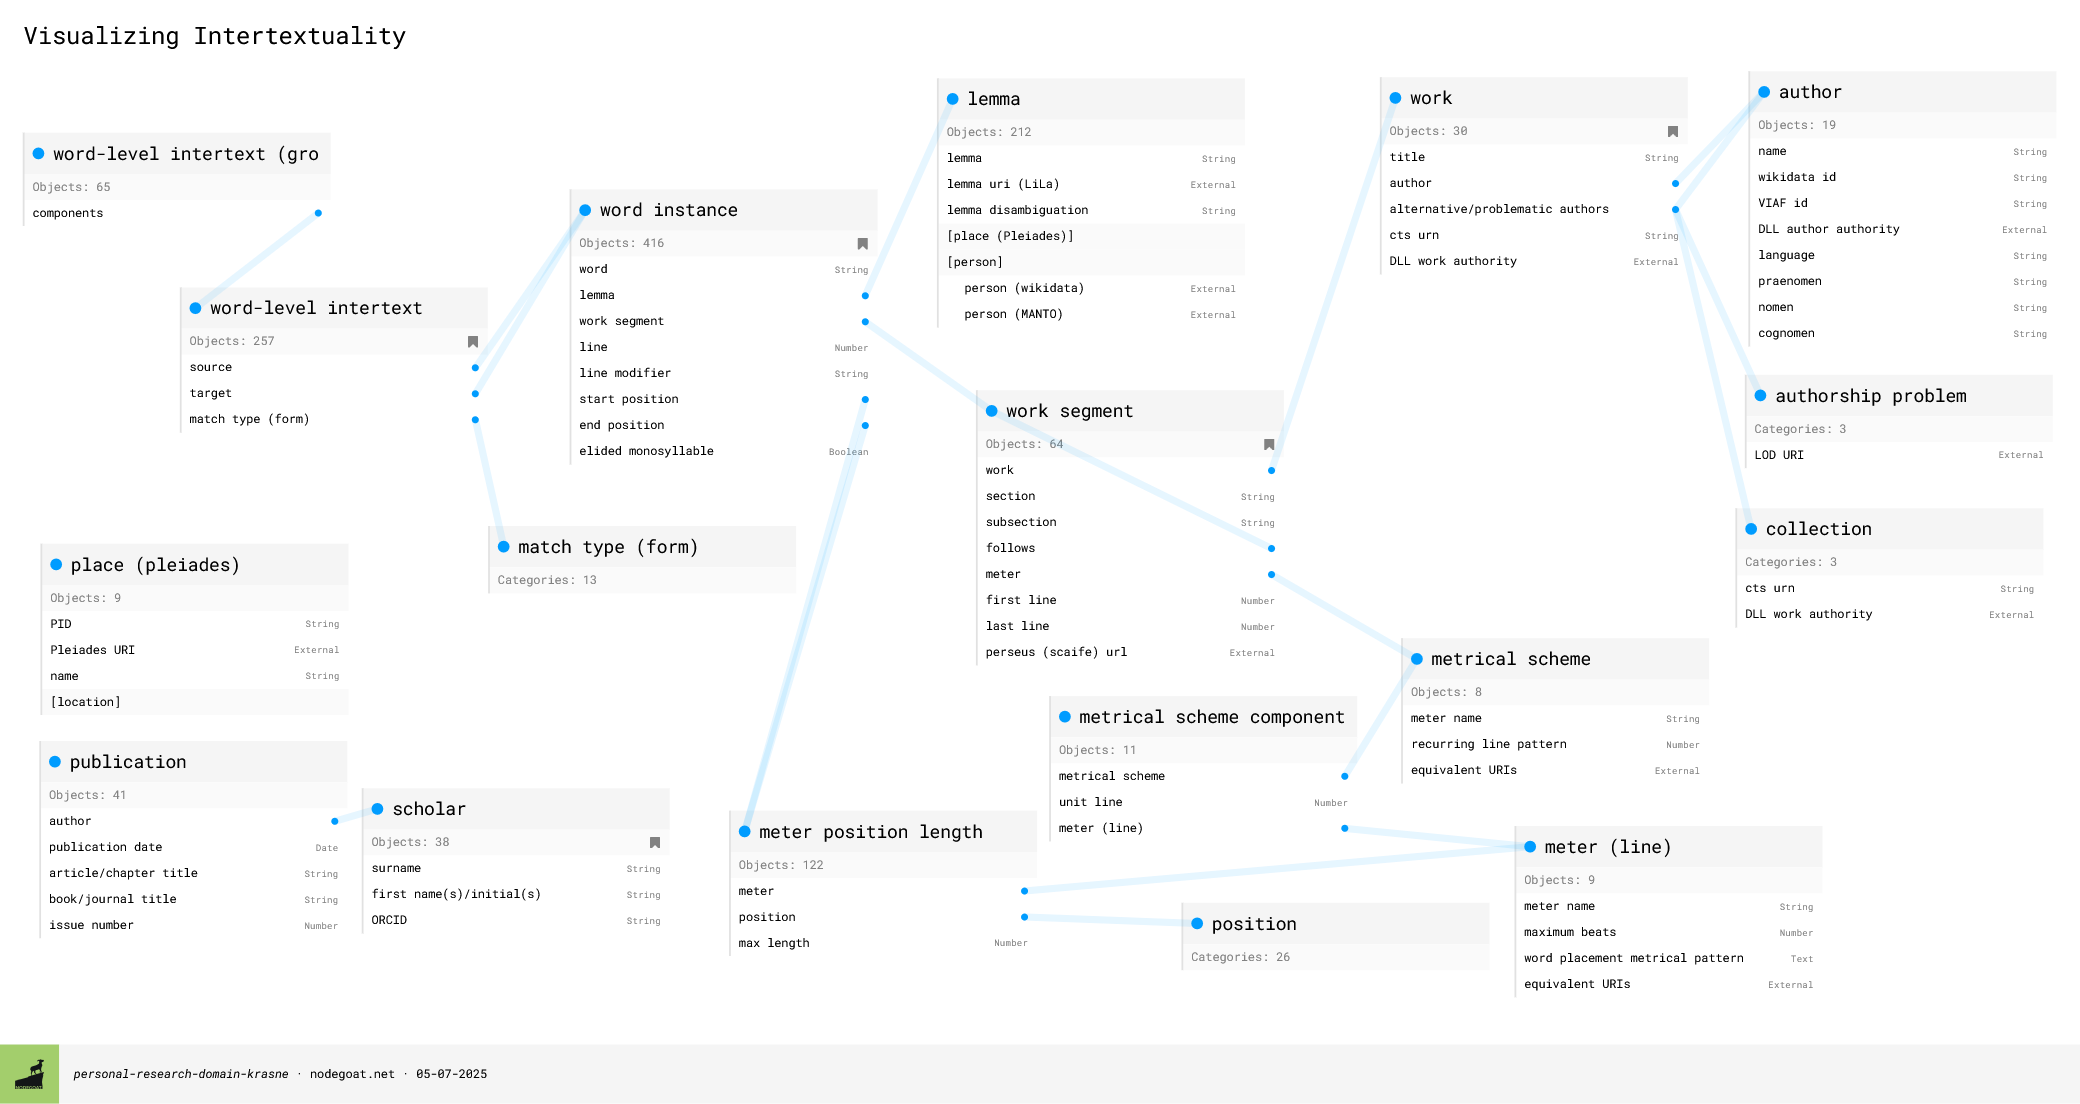 Visualizing Intertextuality
word-level intertext (gro
Objects: 65
components
word-level intertext
Objects: 257
source
target
match type (form)
word instance
Objects: 416
word String
lemma
work segment
line Number
line modifier String
start position
end position
elided monosyllable Boolean
match type (form)
Categories: 13
lemma
Objects: 212
lemma String
lemma uri (LiLa) External
lemma disambiguation String
[place (Pleiades)]
[person]
person (wikidata) External
person (MANTO) External
work segment
Objects: 64
work
section String
subsection String
follows
meter
first line Number
last line Number
perseus (scaife) url External
work
Objects: 30
title String
author
alternative/problematic authors
cts urn String
DLL work authority External
author
Objects: 19
name String
wikidata id String
VIAF id String
DLL author authority External
language String
praenomen String
nomen String
cognomen String
authorship problem
Categories: 3
LOD URI External
collection
Categories: 3
cts urn String
DLL work authority External
place (pleiades)
Objects: 9
PID String
Pleiades URI External
name String
[location]
publication
Objects: 41
author
publication date Date
article/chapter title String
book/journal title String
issue number Number
scholar
Objects: 38
surname String
first name(s)/initial(s) String
ORCID String
meter position length
Objects: 122
meter
position
max length Number
metrical scheme component
Objects: 11
metrical scheme
unit line Number
meter (line)
metrical scheme
Objects: 8
meter name String
recurring line pattern Number
equivalent URIs External
position
Categories: 26
meter (line)
Objects: 9
meter name String
maximum beats Number
word placement metrical pattern Text
equivalent URIs External
NODEGOAT
personal-research-domain-krasne · nodegoat.net · 05-07-2025